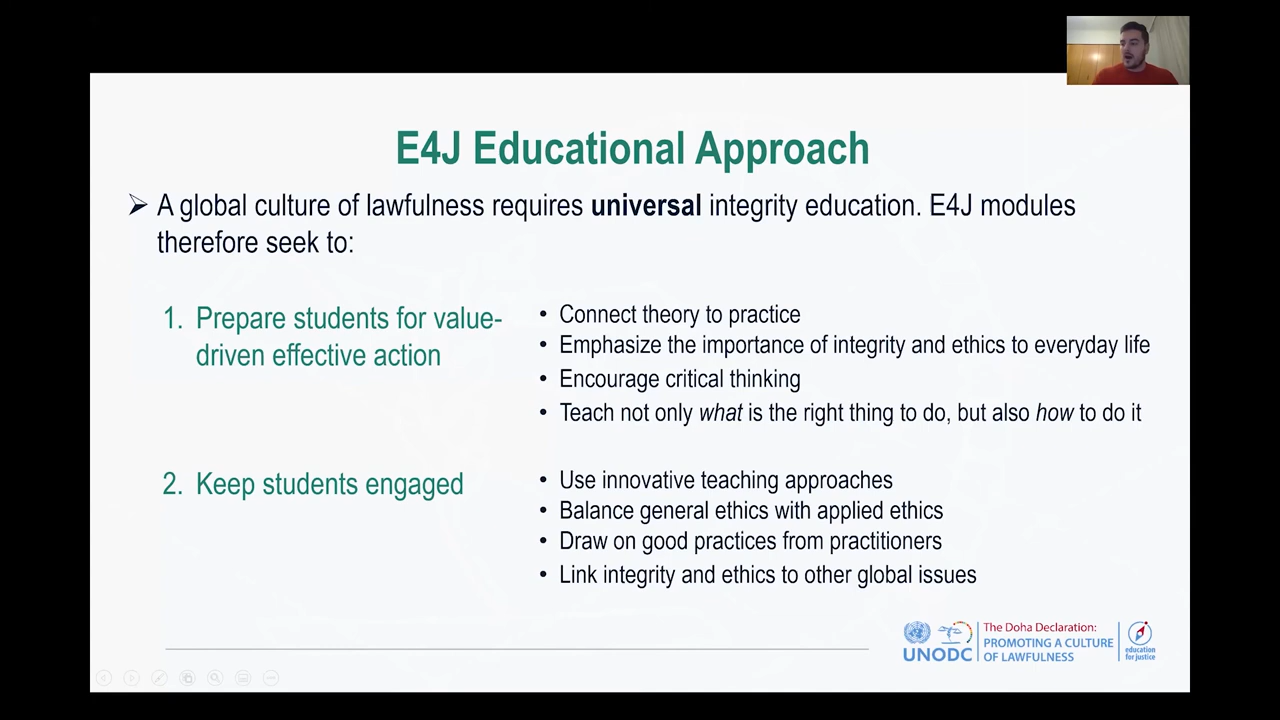 E4J Educational Approach
A global culture of lawfulness requires universal integrity education. E4J modules
therefore seek to:
1. Prepare students for value-
driven effective action
• Connect theory to practice
• Emphasize the importance of integrity and ethics to everyday life
• Encourage critical thinking
• Teach not only what is the right thing to do, but also how to do it
2. Keep students engaged
• Use innovative teaching approaches
• Balance general ethics with applied ethics
• Draw on good practices from practitioners
• Link integrity and ethics to other global issues
UNODC
The Doha Declaration:
PROMOTING A CULTURE
OF LAWFULNESS
education
for justice